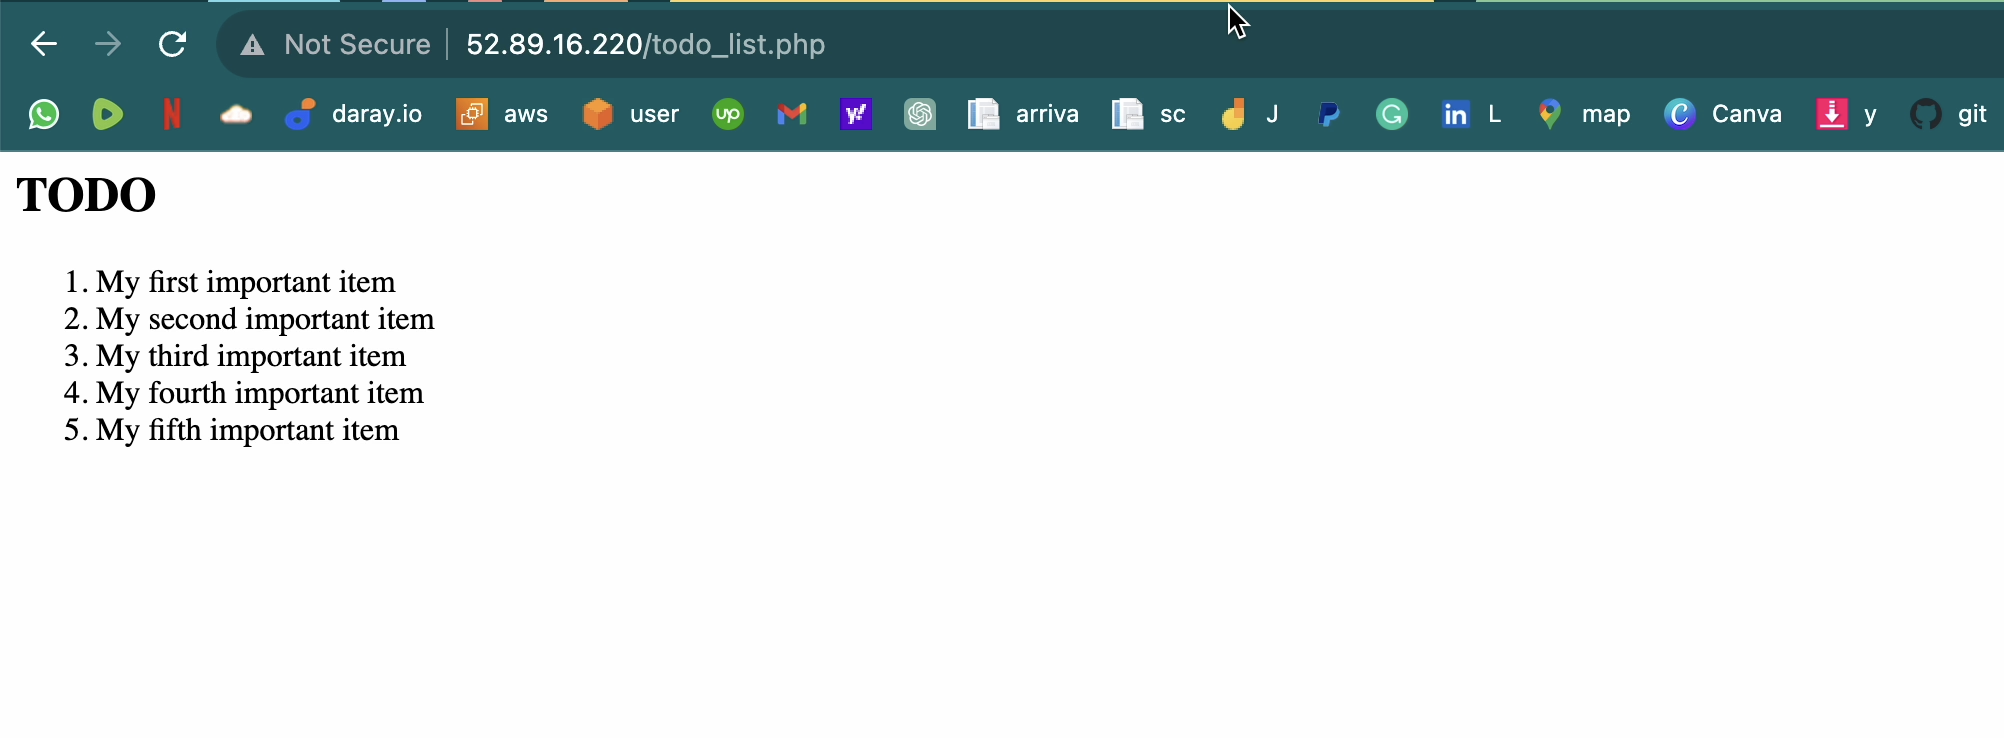 Not Secure | 52.89.16.220/todo_list.php
daray.io aws user up arriva sc J L map Canva y git
TODO
1. My first important item
2. My second important item
3. My third important item
4. My fourth important item
5. My fifth important item